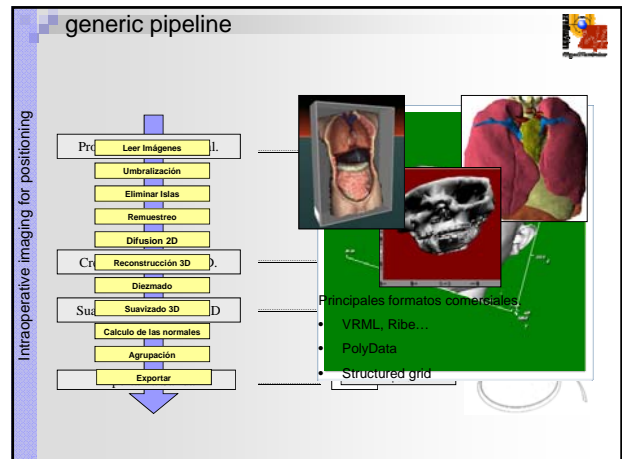 generic pipeline
Intraoperative imaging for positioning
Leer Imágenes
Umbralización
Eliminar Islas
Remuestreo
Difusion 2D
Reconstrucción 3D
Diezmado
Suavizado 3D
Calculo de las normales
Agrupación
Exportar
Principales formatos comerciales.
• VRML, Ribe…
• PolyData
• Structured grid